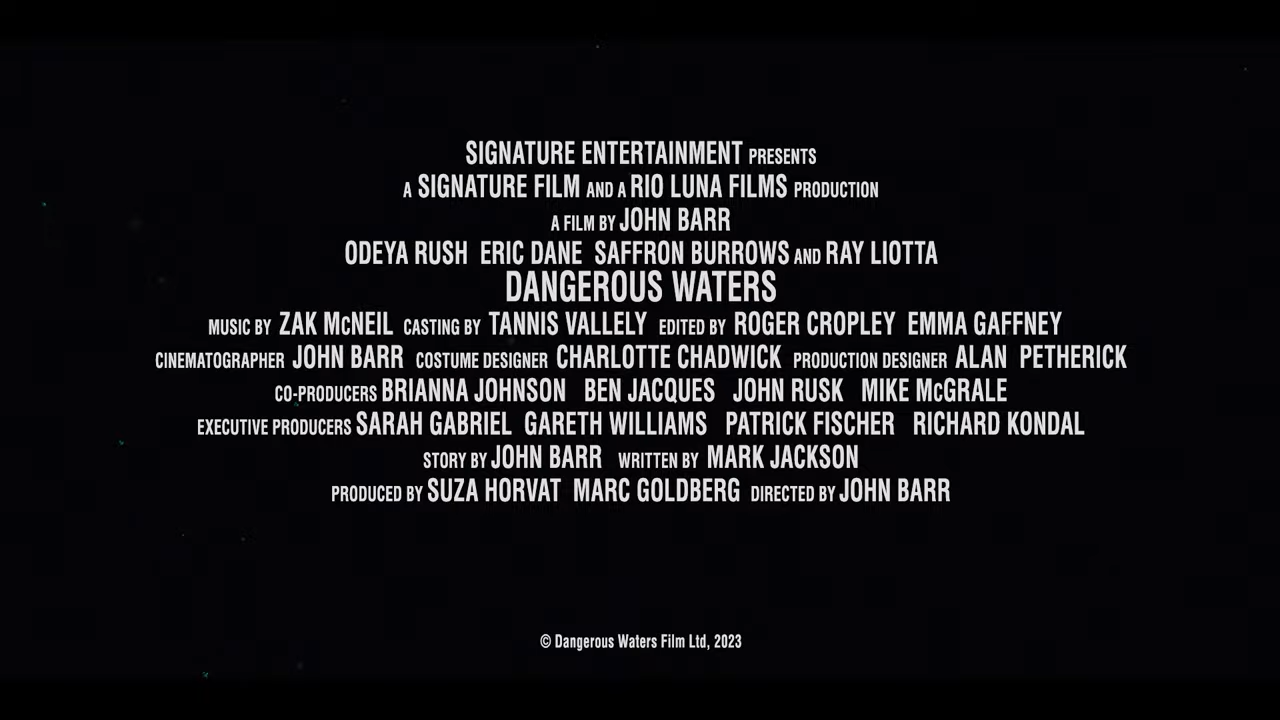 SIGNATURE ENTERTAINMENT PRESENTS
A SIGNATURE FILM AND A RIO LUNA FILMS PRODUCTION
A FILM BY JOHN BARR
ODEYA RUSH ERIC DANE SAFFRON BURROWS AND RAY LIOTTA
DANGEROUS WATERS
MUSIC BY ZAK McNEIL CASTING BY TANNIS VALLELY EDITED BY ROGER CROPLEY EMMA GAFFNEY
CINEMATOGRAPHER JOHN BARR COSTUME DESIGNER CHARLOTTE CHADWICK PRODUCTION DESIGNER ALAN PETHERICK
CO-PRODUCERS BRIANNA JOHNSON BEN JACQUES JOHN RUSK MIKE McGRALE
EXECUTIVE PRODUCERS SARAH GABRIEL GARETH WILLIAMS PATRICK FISCHER RICHARD KONDAL
STORY BY JOHN BARR WRITTEN BY MARK JACKSON
PRODUCED BY SUZA HORVAT MARC GOLDBERG DIRECTED BY JOHN BARR
© Dangerous Waters Film Ltd, 2023